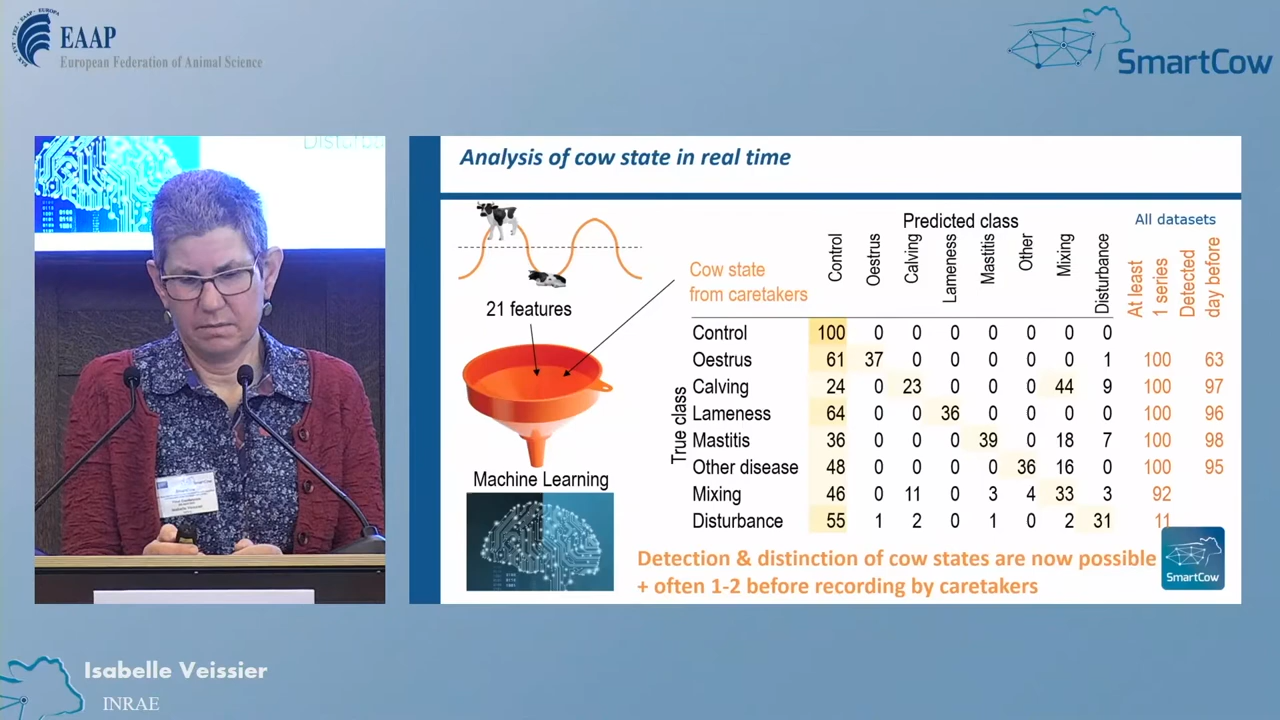 EAAP
European Federation of Animal Science
SmartCow
Disturba
Analysis of cow state in real time
21 features
Machine Learning
Cow state
from caretakers
Predicted class
All datasets
True class
Control Oestrus Calving Lameness Mastitis Other Mixing Disturbance At least 1 series Detected day before
Control 100 0 0 0 0 0 0 0
Oestrus 61 37 0 0 0 0 0 1 100 63
Calving 24 0 23 0 0 0 44 9 100 97
Lameness 64 0 0 36 0 0 0 0 100 96
Mastitis 36 0 0 0 39 0 18 7 100 98
Other disease 48 0 0 0 0 36 16 0 100 95
Mixing 46 0 11 0 3 4 33 3 92
Disturbance 55 1 2 0 1 0 2 31 11
Detection & distinction of cow states are now possible
+ often 1-2 before recording by caretakers
SmartCow
Isabelle Veissier
INRAE